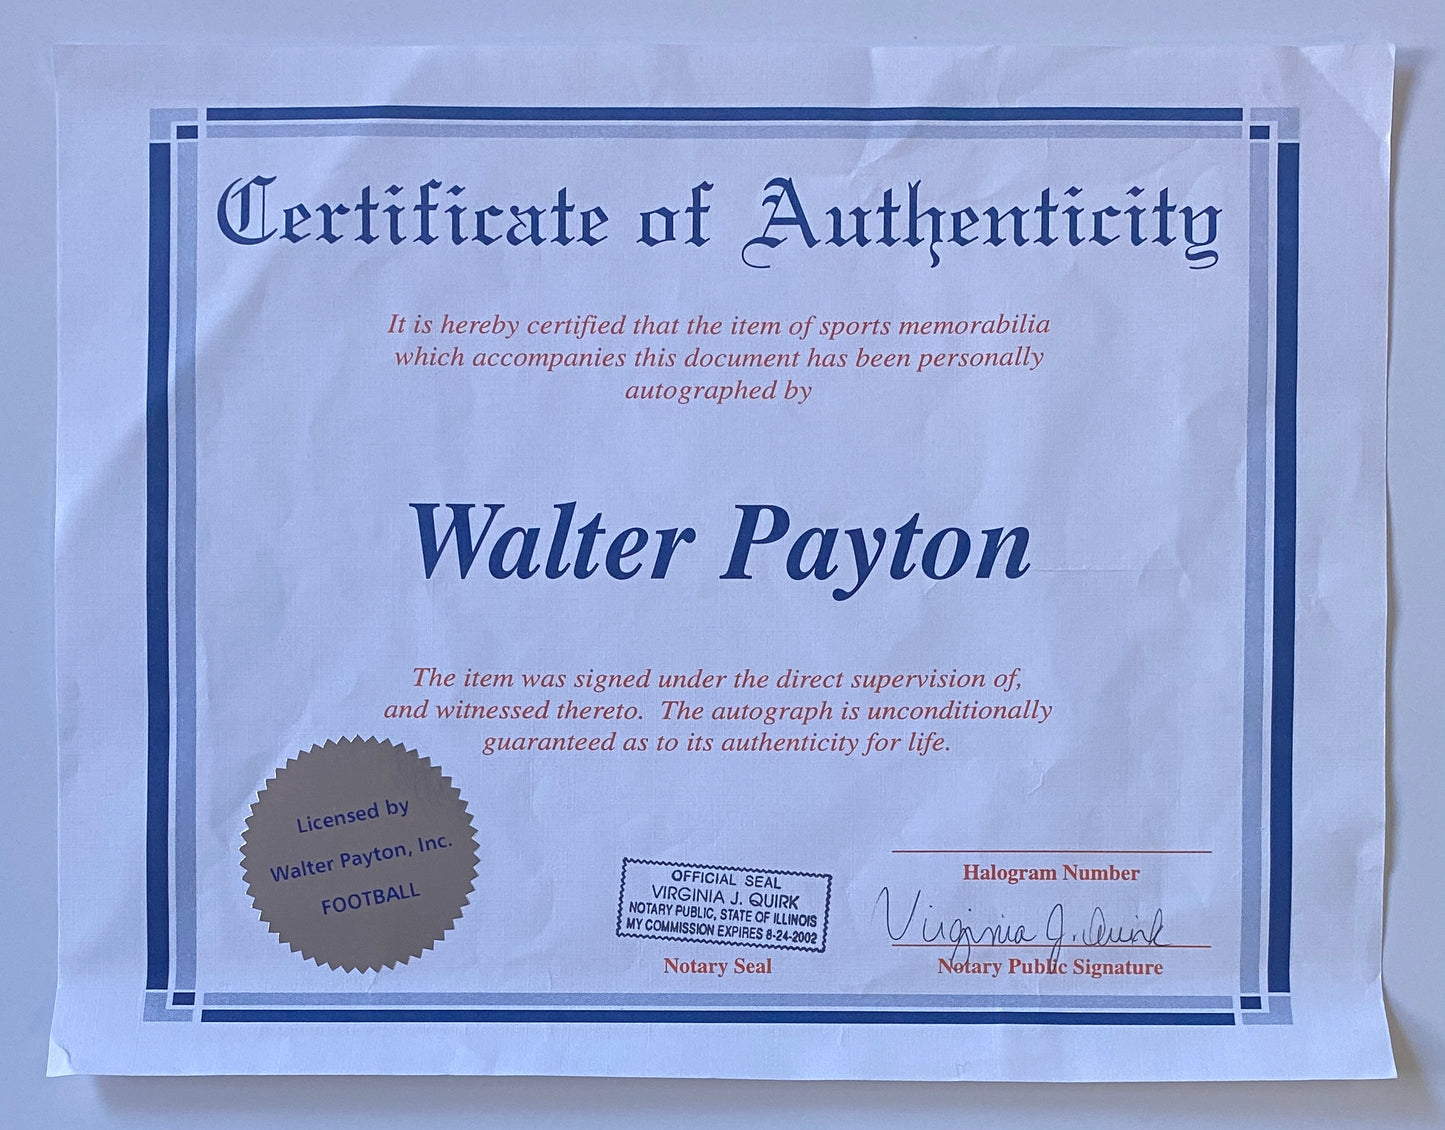 Certificate of Authenticity
It is hereby certified that the item of sports memorabilia
which accompanies this document has been personally
autographed by
Walter Payton
The item was signed under the direct supervision of,
and witnessed thereto. The autograph is unconditionally
guaranteed as to its authenticity for life.
Licensed by
Walter Payton, Inc.
FOOTBALL
OFFICIAL SEAL
VIRGINIA J. QUIRK
NOTARY PUBLIC, STATE OF ILLINOIS
MY COMMISSION EXPIRES 8-24-2002
Notary Seal
Halogram Number
Virginia J. Quirk
Notary Public Signature